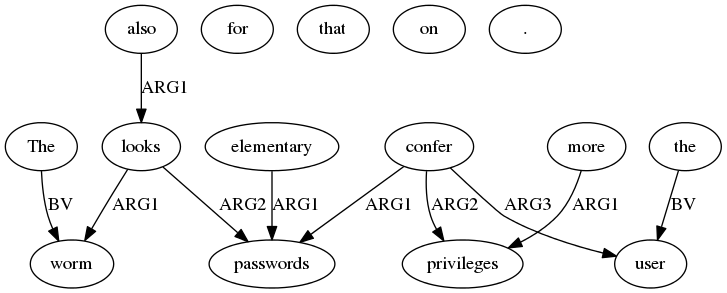 also for that on .
ARG1
The looks elementary confer more the
BV ARG1 ARG2 ARG1 ARG1 ARG2 ARG3 ARG1 BV
worm passwords privileges user